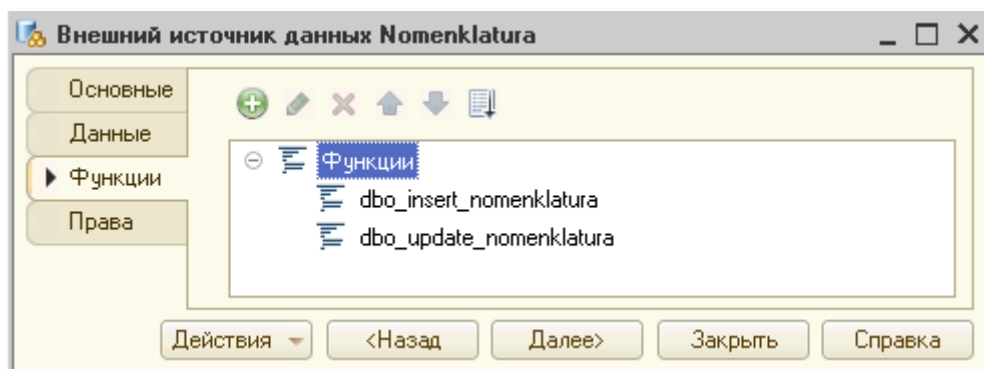 Внешний источник данных Nomenklatura
Основные
Данные
Функции
Права
Функции
dbo_insert_nomenklatura
dbo_update_nomenklatura
Действия
<Назад
Далее>
Закрыть
Справка